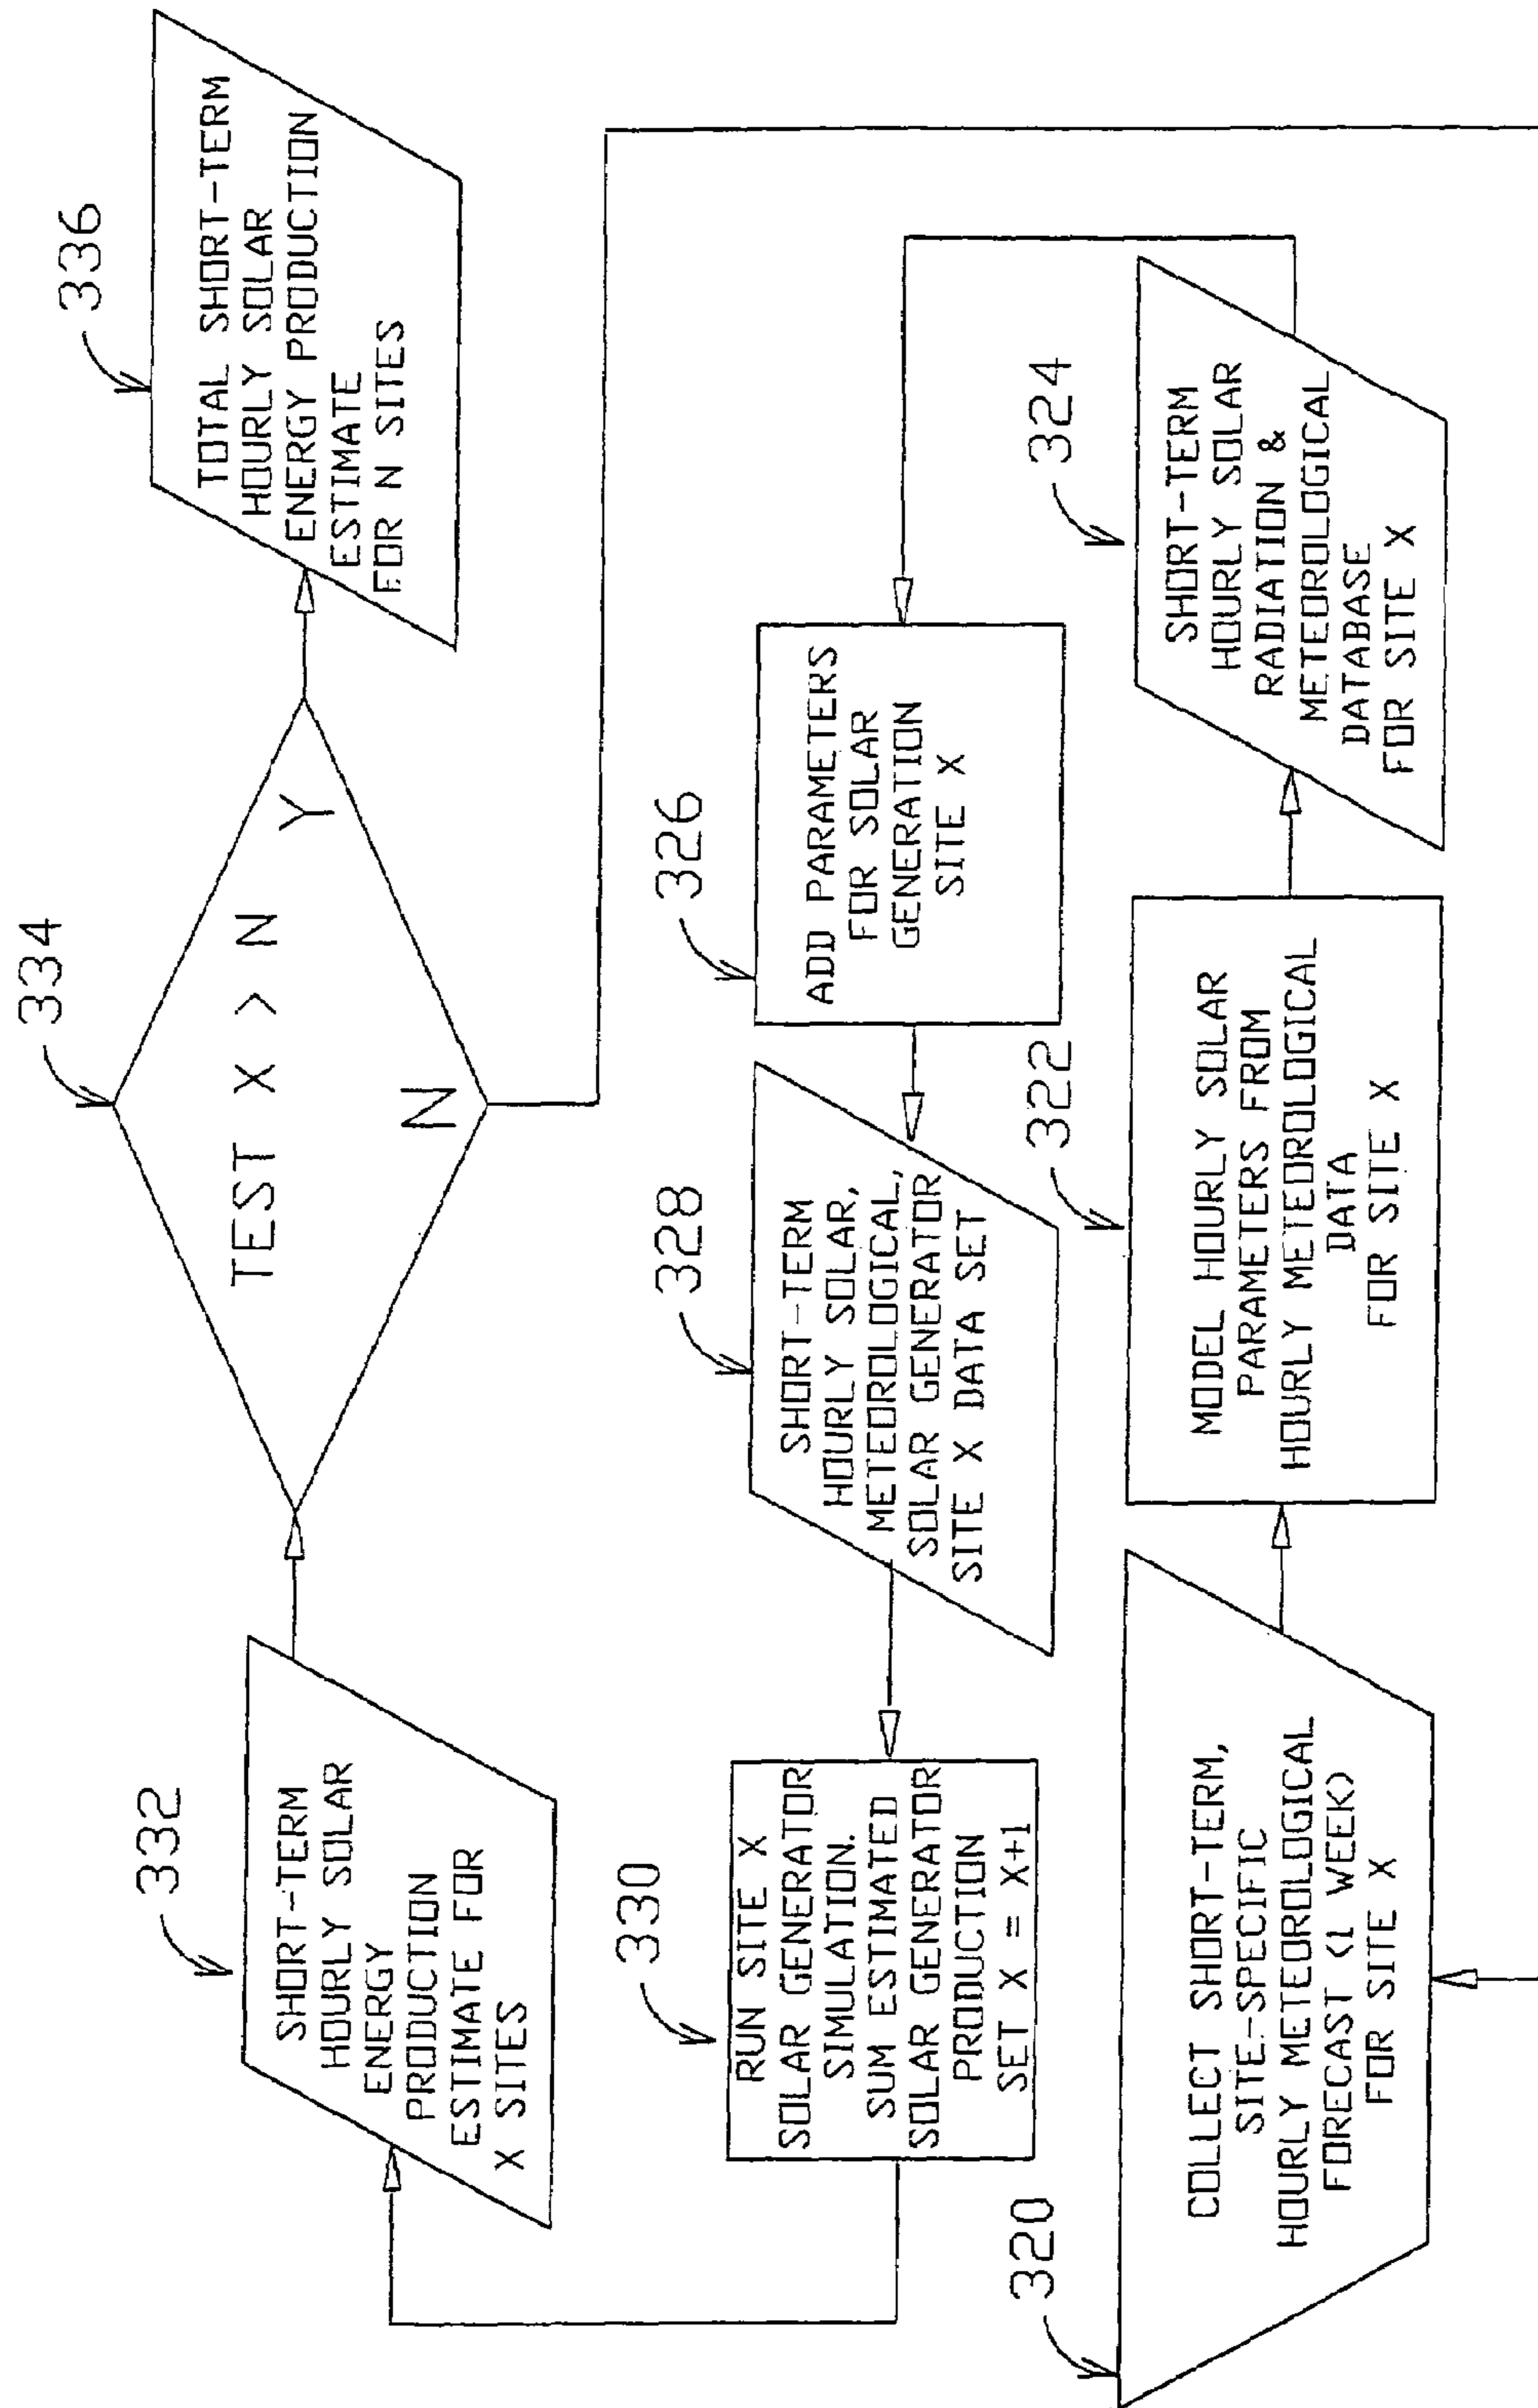 336
TOTAL SHORT-TERM
HOURLY SOLAR
ENERGY PRODUCTION
ESTIMATE
FOR N SITES
334
TEST X > N
Y
N
332
SHORT-TERM
HOURLY SOLAR
ENERGY
PRODUCTION
ESTIMATE FOR
X SITES
330
RUN SITE X
SOLAR GENERATOR
SIMULATION.
SUM ESTIMATED
SOLAR GENERATOR
PRODUCTION
SET X = X+1
328
SHORT-TERM
HOURLY SOLAR,
METEOROLOGICAL,
SOLAR GENERATOR
SITE X DATA SET
326
ADD PARAMETERS
FOR SOLAR
GENERATION
SITE X
320
COLLECT SHORT-TERM,
SITE-SPECIFIC
HOURLY METEOROLOGICAL
FORECAST (1 WEEK)
FOR SITE X
322
MODEL HOURLY SOLAR
PARAMETERS FROM
HOURLY METEOROLOGICAL
DATA
FOR SITE X
324
SHORT-TERM
HOURLY SOLAR
RADIATION &
METEOROLOGICAL
DATABASE
FOR SITE X